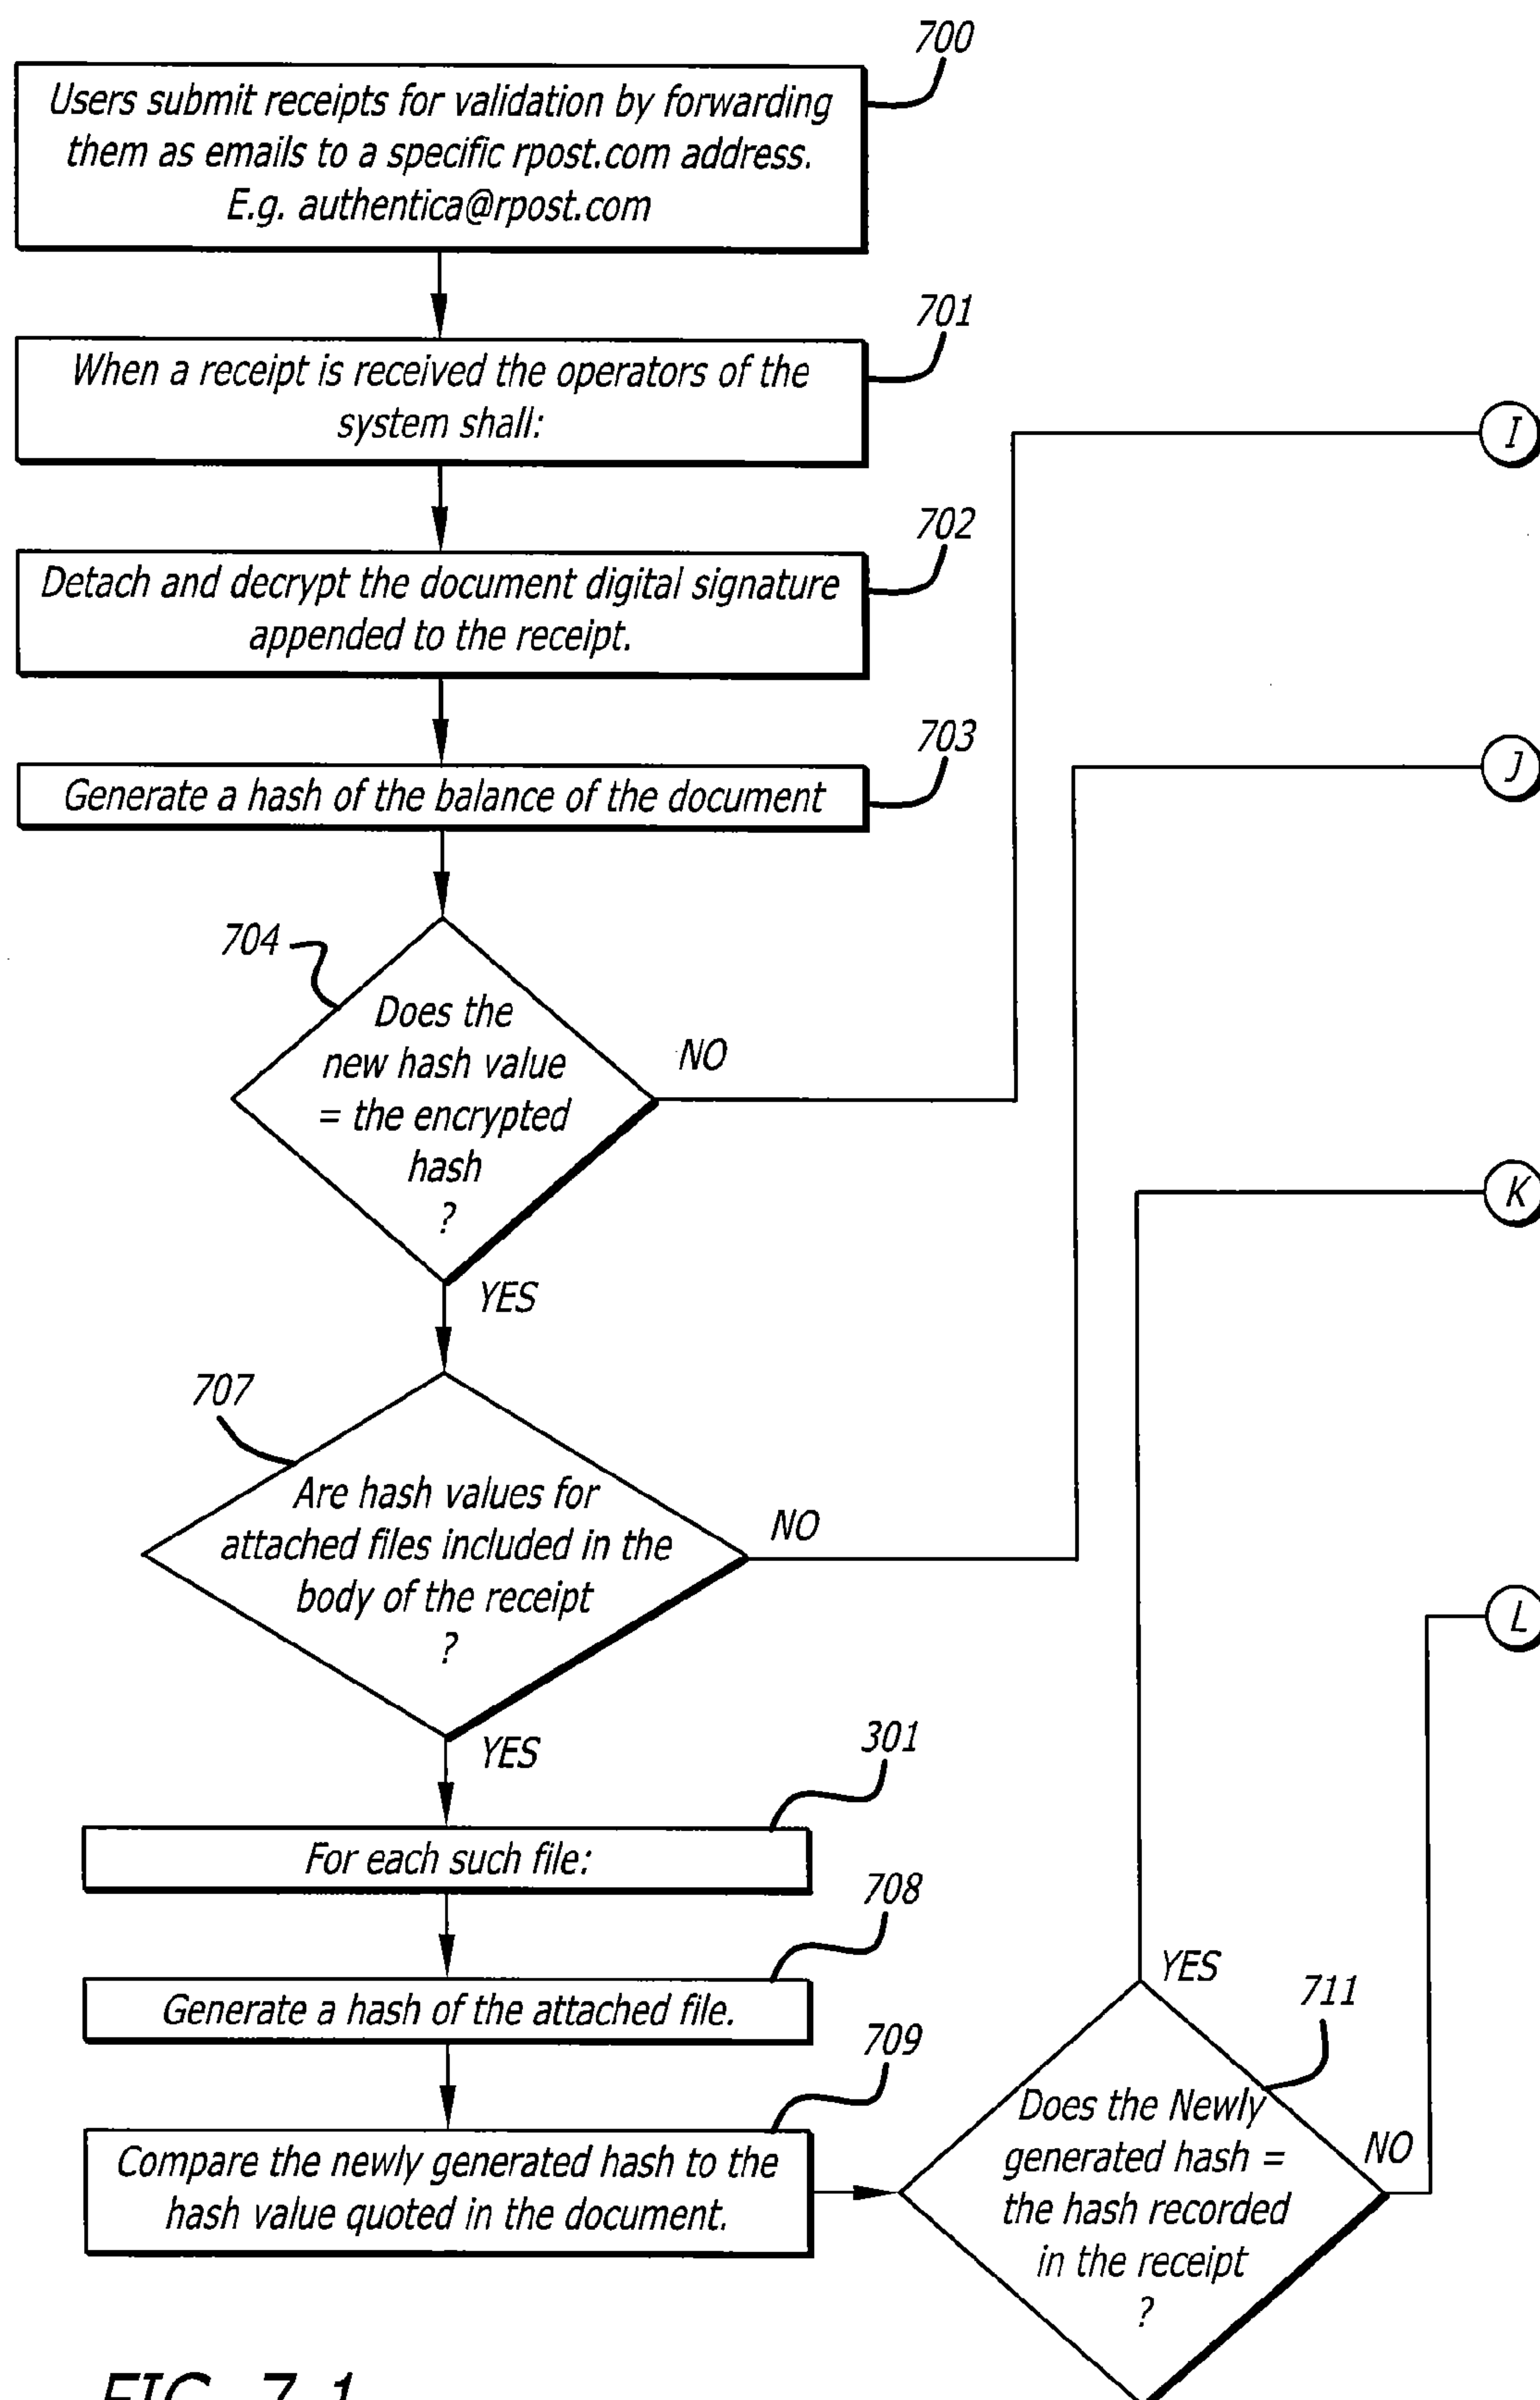 700
Users submit receipts for validation by forwarding
them as emails to a specific rpost.com address.
E.g. authentica@rpost.com
701
When a receipt is received the operators of the
system shall:
I
702
Detach and decrypt the document digital signature
appended to the receipt.
703
Generate a hash of the balance of the document
J
704
Does the
new hash value
= the encrypted
hash
?
NO
YES
K
707
Are hash values for
attached files included in the
body of the receipt
?
NO
YES
L
301
For each such file:
708
Generate a hash of the attached file.
709
Compare the newly generated hash to the
hash value quoted in the document.
YES
711
Does the Newly
generated hash =
the hash recorded
in the receipt
?
NO
FIG. 7-1